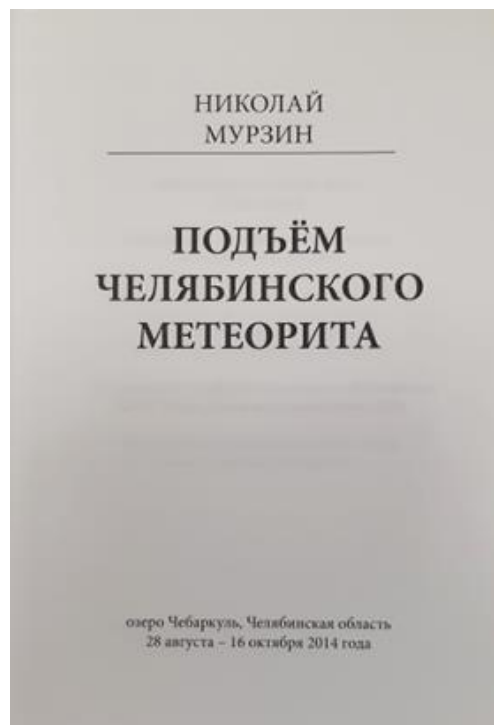 НИКОЛАЙ
МУРЗИН
ПОДЪЁМ
ЧЕЛЯБИНСКОГО
МЕТЕОРИТА
озеро Чебаркуль, Челябинская область
28 августа – 16 октября 2014 года